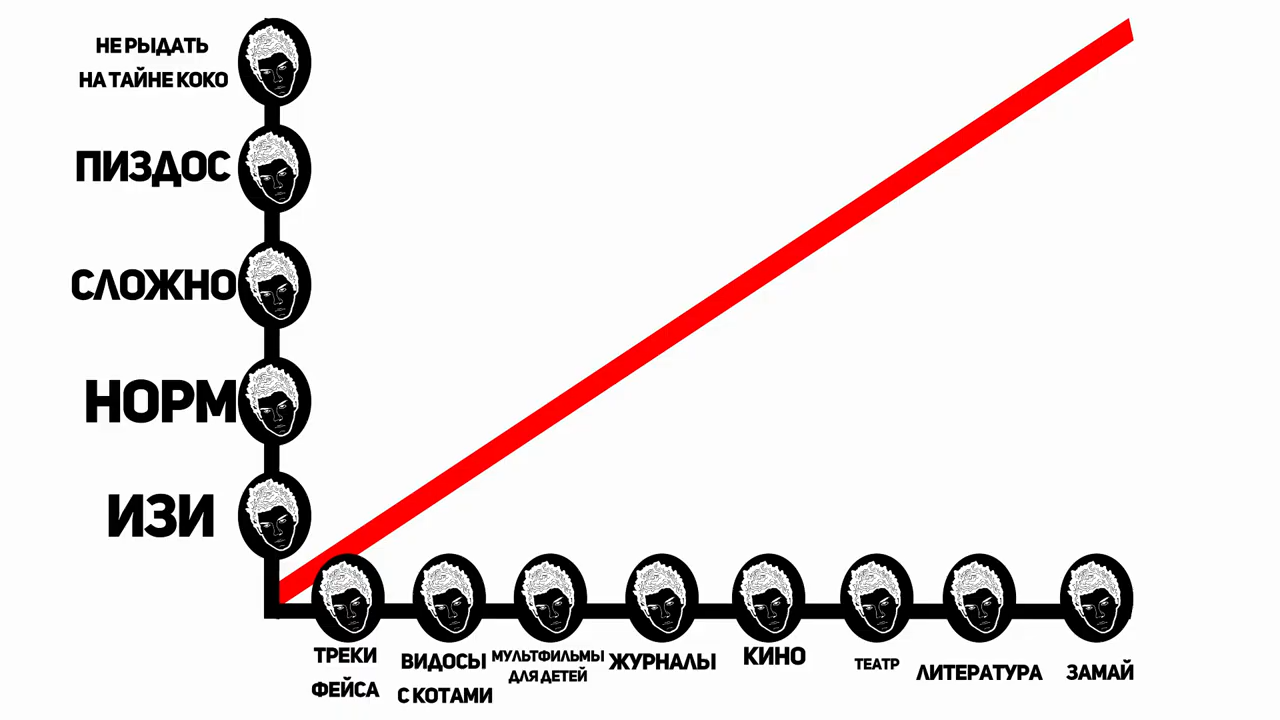 НЕ РЫДАТЬ
НА ТАЙНЕ КОКО
ПИЗДОС
СЛОЖНО
НОРМ
ИЗИ
ТРЕКИ
ФЕЙСА
ВИДОСЫ
С КОТАМИ
МУЛЬТФИЛЬМЫ
ДЛЯ ДЕТЕЙ
ЖУРНАЛЫ
КИНО
ТЕАТР
ЛИТЕРАТУРА
ЗАМАЙ